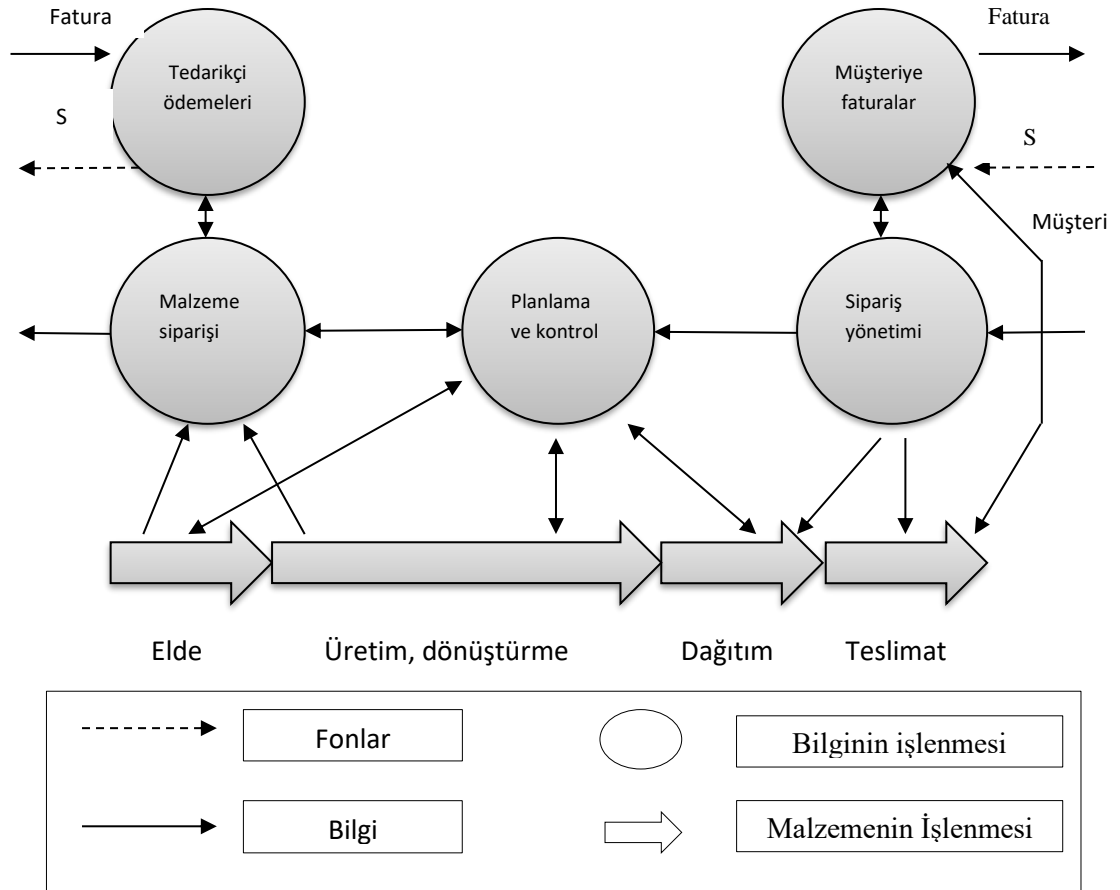 Fatura
Fatura
Tedarikçi
ödemeleri
Müşteriye
faturalar
S
S
Müşteri
Malzeme
siparişi
Planlama
ve kontrol
Sipariş
yönetimi
Elde
Üretim, dönüştürme
Dağıtım
Teslimat
Fonlar
Bilginin işlenmesi
Bilgi
Malzemenin İşlenmesi